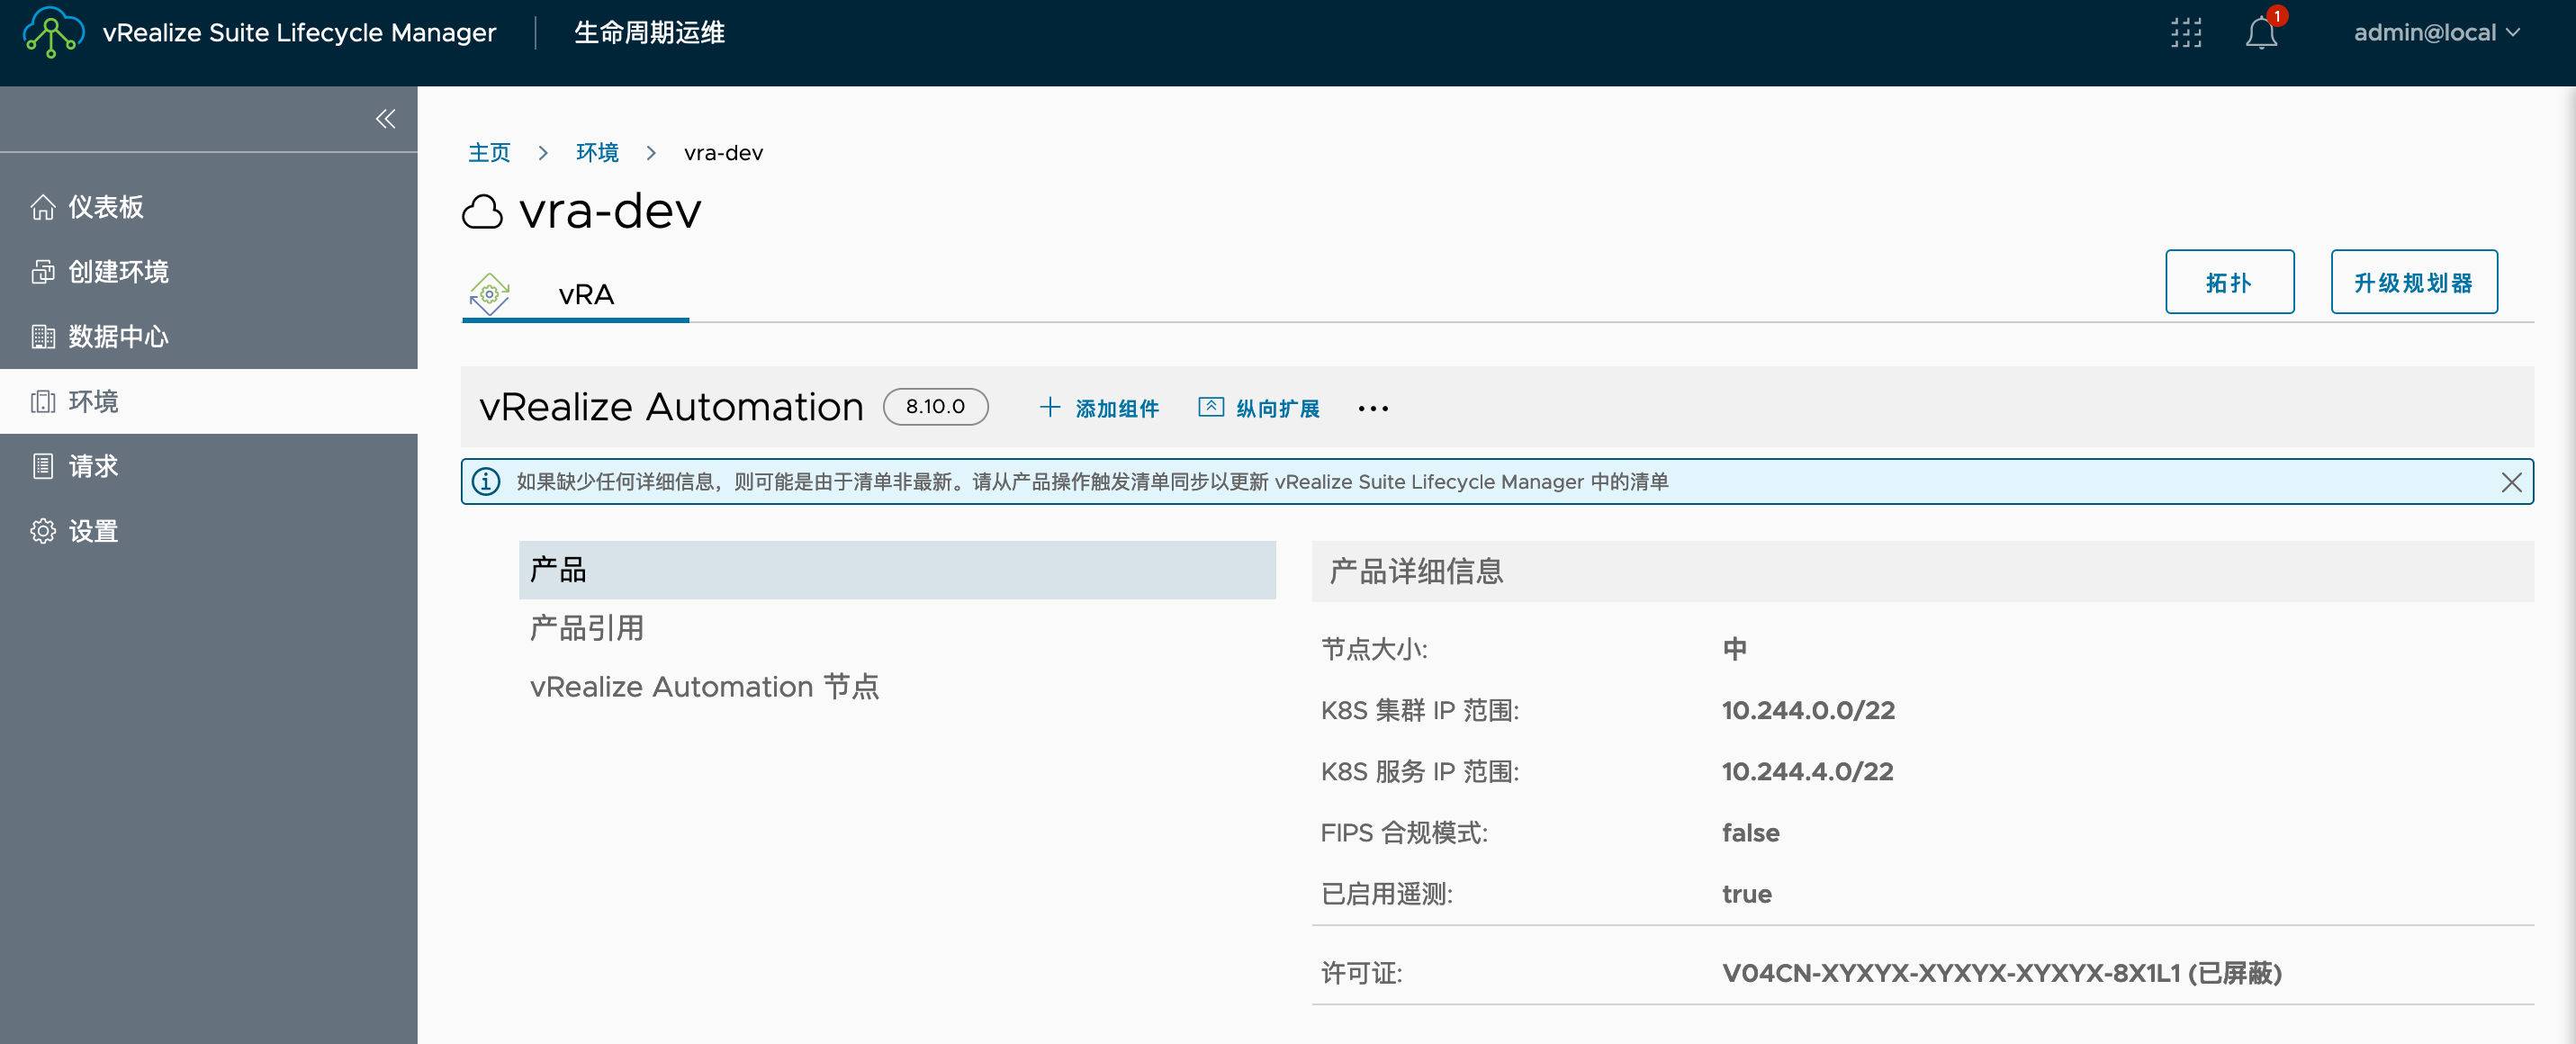 vRealize Suite Lifecycle Manager 生命周期运维 1 admin@local
主页 环境 vra-dev
vra-dev
vRA 拓扑 升级规划器
仪表板
创建环境
数据中心
环境
请求
设置
vRealize Automation 8.10.0 添加组件 纵向扩展
如果缺少任何详细信息，则可能是由于清单非最新。请从产品操作触发清单同步以更新 vRealize Suite Lifecycle Manager 中的清单
产品
产品引用
vRealize Automation 节点
产品详细信息
节点大小: 中
K8S 集群 IP 范围: 10.244.0.0/22
K8S 服务 IP 范围: 10.244.4.0/22
FIPS 合规模式: false
已启用遥测: true
许可证: V04CN-XYXYX-XYXYX-XYXYX-8X1L1 (已屏蔽)